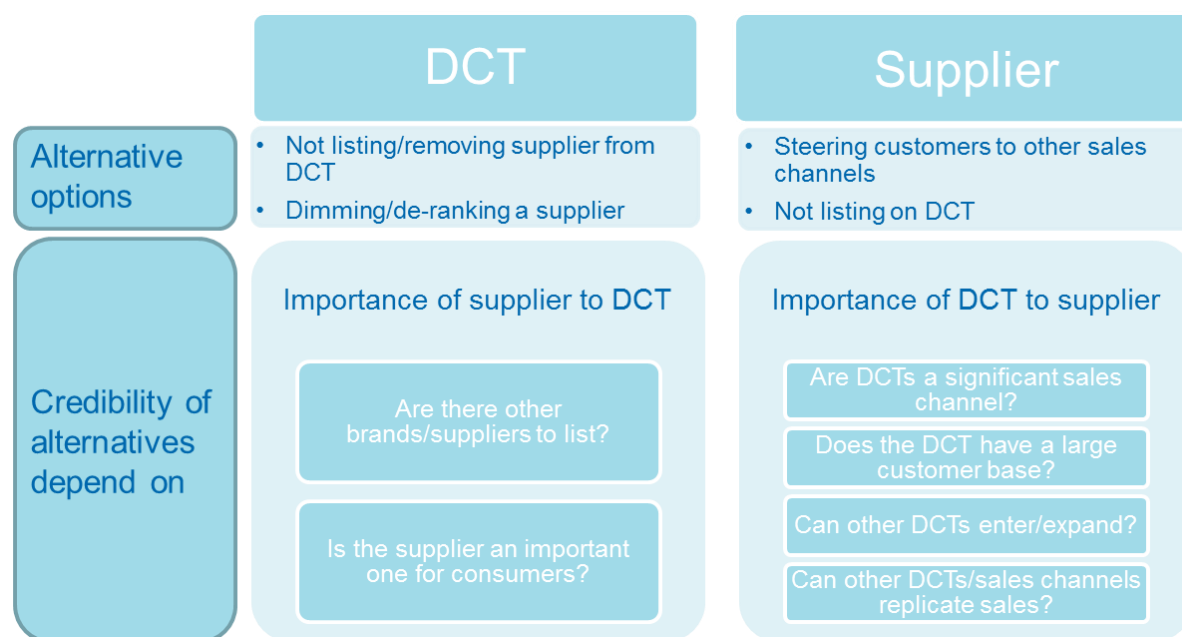 DCT
Supplier
Alternative
options
• Not listing/removing supplier from
DCT
• Dimming/de-ranking a supplier
• Steering customers to other sales
channels
• Not listing on DCT
Credibility of
alternatives
depend on
Importance of supplier to DCT
Are there other
brands/suppliers to list?
Is the supplier an important
one for consumers?
Importance of DCT to supplier
Are DCTs a significant sales
channel?
Does the DCT have a large
customer base?
Can other DCTs enter/expand?
Can other DCTs/sales channels
replicate sales?